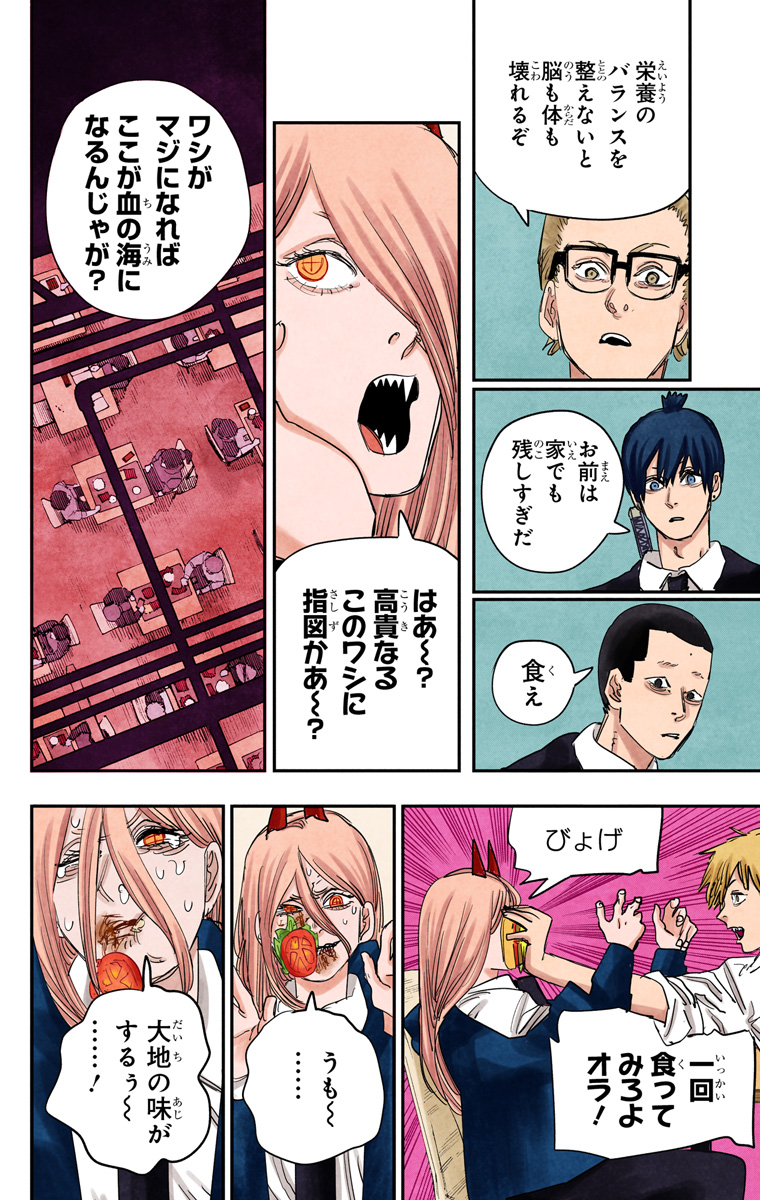 栄養の
バランスを
整えないと
脳も体も
壊れるぞ
お前は
家でも
残しすぎだ
食え
はあ〜?
高貴なる
このワシに
指図かあ〜?
ワシが
マジになれば
ここが血の海に
なるんじゃが?
びょげ
一回
食って
みろよ
オラ!
うも〜
……
大地の味が
するぅ〜
……!